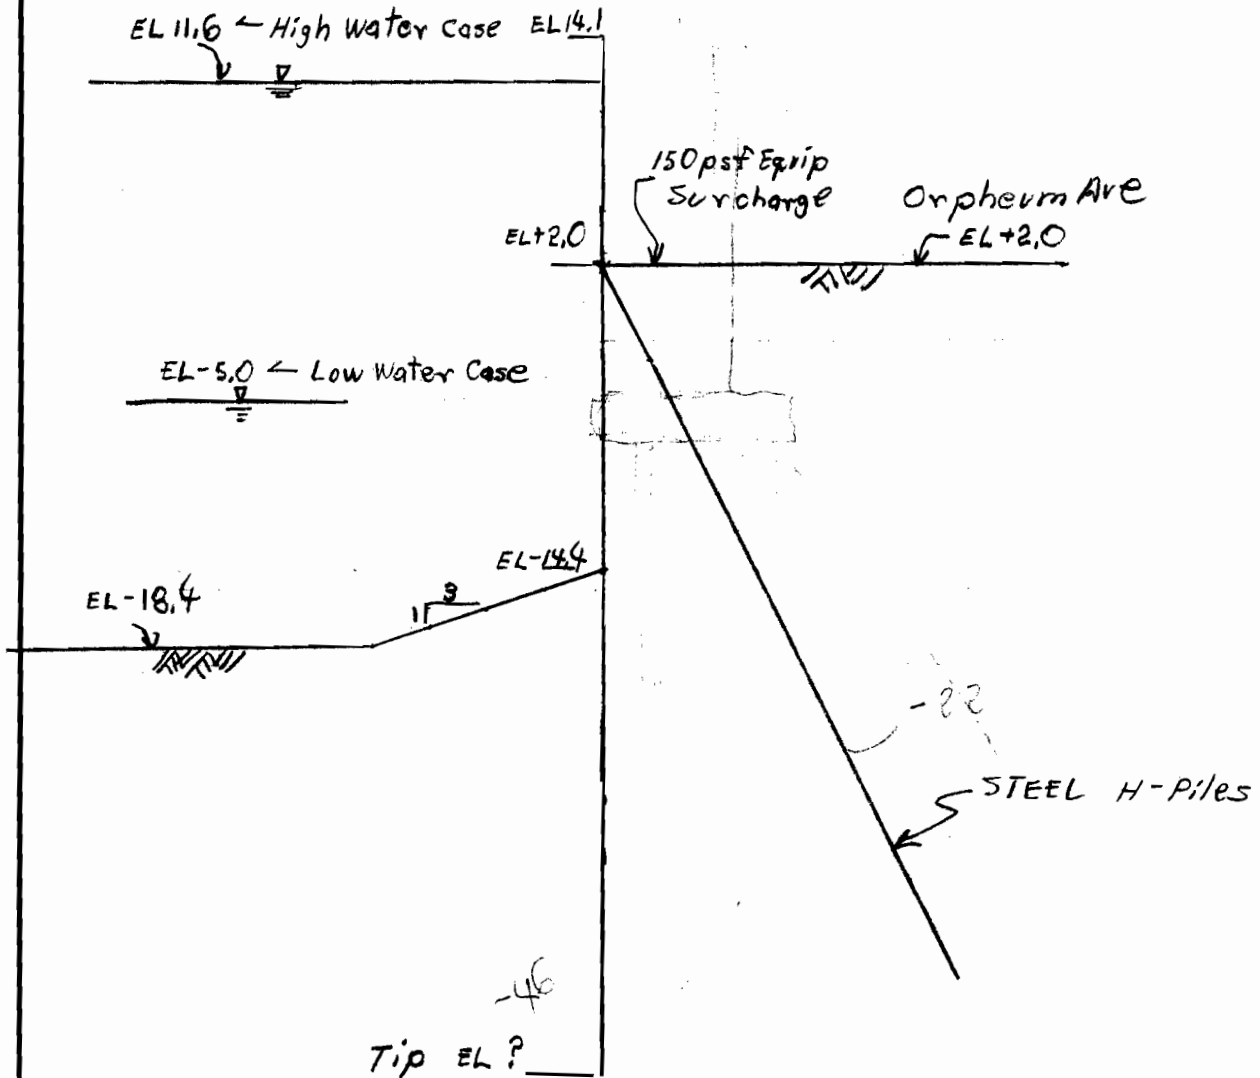 EL 11.6 ← High Water Case
EL 14.1
150 psf Equip
Surcharge
Orpheum Ave
EL +2.0
EL +2.0
EL -5.0 ← Low Water Case
EL -14.4
3
1
EL -18.4
-22
STEEL H-Piles
-46
Tip EL ?